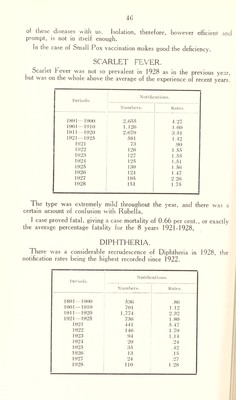 46
of these diseases with us. Isolation, therefore, however efficient and
prompt, is not in itself enough.
In the case of Small Pox vaccination makes good the deficiency.
SCARLET FEVER.
Scarlet Fever was not so prevalent in 1928 as in the previous year,
but was on the whole above the average of the experience of recent years.
Periods. Notifications.
Numbers. Rates
1891—1900 2,655 4.27
1901—1910 1,120 1.60
1911—1920 2,679 3.51
1921—1925 581 1.42
1921 73 .90
1922 126 1.55
1923 127 1.55
1924 125 1.51
1925 130 1.56
1926 124 1.47
1927 195 2.26
1928 151 1.75
The type was extremely mild throughout the year, and there was a
certain amount of confusion with Rubella.
1 case proved fatal, giving a case mortality of 0.66 per cent., or exactly
the average percentage fatality for the 8 years 1921-1928.
DIPHTHERIA.
There was a considerable recrudescence of Diphtheria in 1928, the
notification rates being the highest recorded since 1922.
Periods. Notifications.
Numbers. Rates.
1891—1900 536 .86
1901—1910 791 1.12
1911—1920 1,774 2.32
1921—1925 736 1.80
1921 441 5.47
1922 146 1.79
1923 94 1.14
1924 20 .24
1925 35 .42
1926 13 .15
1927 24 .27
1928 110 1.28